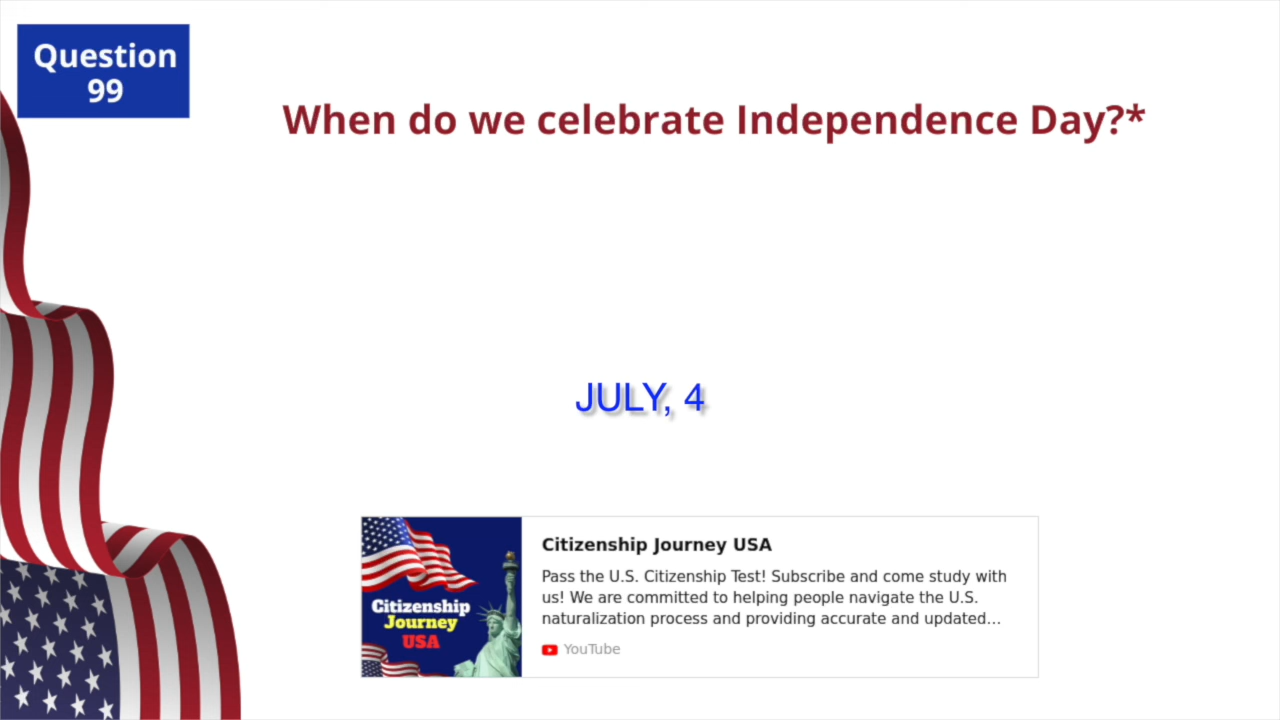 Question
99
When do we celebrate Independence Day?*
JULY, 4
Citizenship
Journey
USA
Citizenship Journey USA
Pass the U.S. Citizenship Test! Subscribe and come study with
us! We are committed to helping people navigate the U.S.
naturalization process and providing accurate and updated...
YouTube